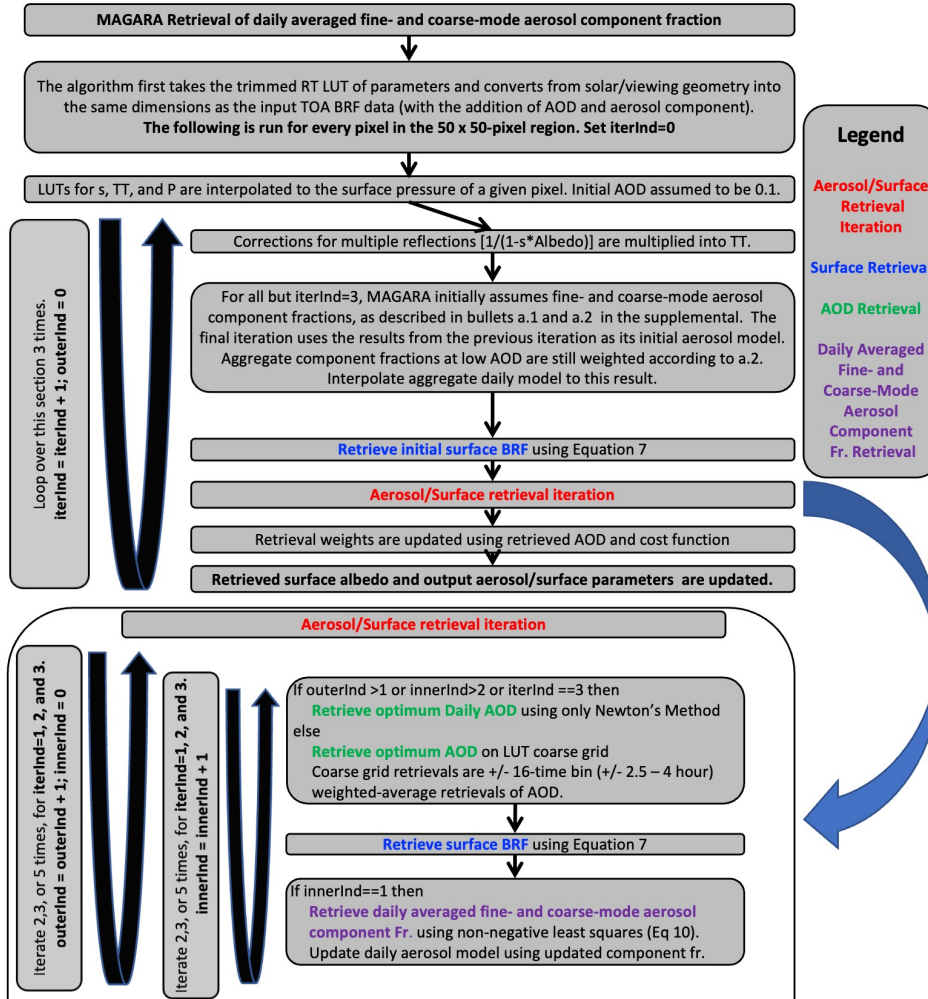 MAGARA Retrieval of daily averaged fine- and coarse-mode aerosol component fraction
The algorithm first takes the trimmed RT LUT of parameters and converts from solar/viewing geometry into
the same dimensions as the input TOA BRF data (with the addition of AOD and aerosol component).
The following is run for every pixel in the 50 x 50-pixel region. Set iterInd=0
LUTs for s, TT, and P are interpolated to the surface pressure of a given pixel. Initial AOD assumed to be 0.1.
Loop over this section 3 times.
iterInd = iterInd + 1; outerInd = 0
Corrections for multiple reflections [1/(1-s*Albedo)] are multiplied into TT.
For all but iterInd=3, MAGARA initially assumes fine- and coarse-mode aerosol
component fractions, as described in bullets a.1 and a.2 in the supplemental. The
final iteration uses the results from the previous iteration as its initial aerosol model.
Aggregate component fractions at low AOD are still weighted according to a.2.
Interpolate aggregate daily model to this result.
Retrieve initial surface BRF using Equation 7
Aerosol/Surface retrieval iteration
Retrieval weights are updated using retrieved AOD and cost function
Retrieved surface albedo and output aerosol/surface parameters are updated.
Legend
Aerosol/Surface
Retrieval
Iteration
Surface Retrieva
AOD Retrieval
Daily Averaged
Fine- and
Coarse-Mode
Aerosol
Component
Fr. Retrieval
Aerosol/Surface retrieval iteration
Iterate 2,3, or 5 times, for iterInd=1, 2, and 3.
outerInd = outerInd + 1; innerInd = 0
Iterate 2,3, or 5 times, for iterInd=1, 2, and 3.
innerInd = innerInd + 1
If outerInd >1 or innerInd>2 or iterInd ==3 then
Retrieve optimum Daily AOD using only Newton's Method
else
Retrieve optimum AOD on LUT coarse grid
Coarse grid retrievals are +/- 16-time bin (+/- 2.5 – 4 hour)
weighted-average retrievals of AOD.
Retrieve surface BRF using Equation 7
If innerInd==1 then
Retrieve daily averaged fine- and coarse-mode aerosol
component Fr. using non-negative least squares (Eq 10).
Update daily aerosol model using updated component fr.